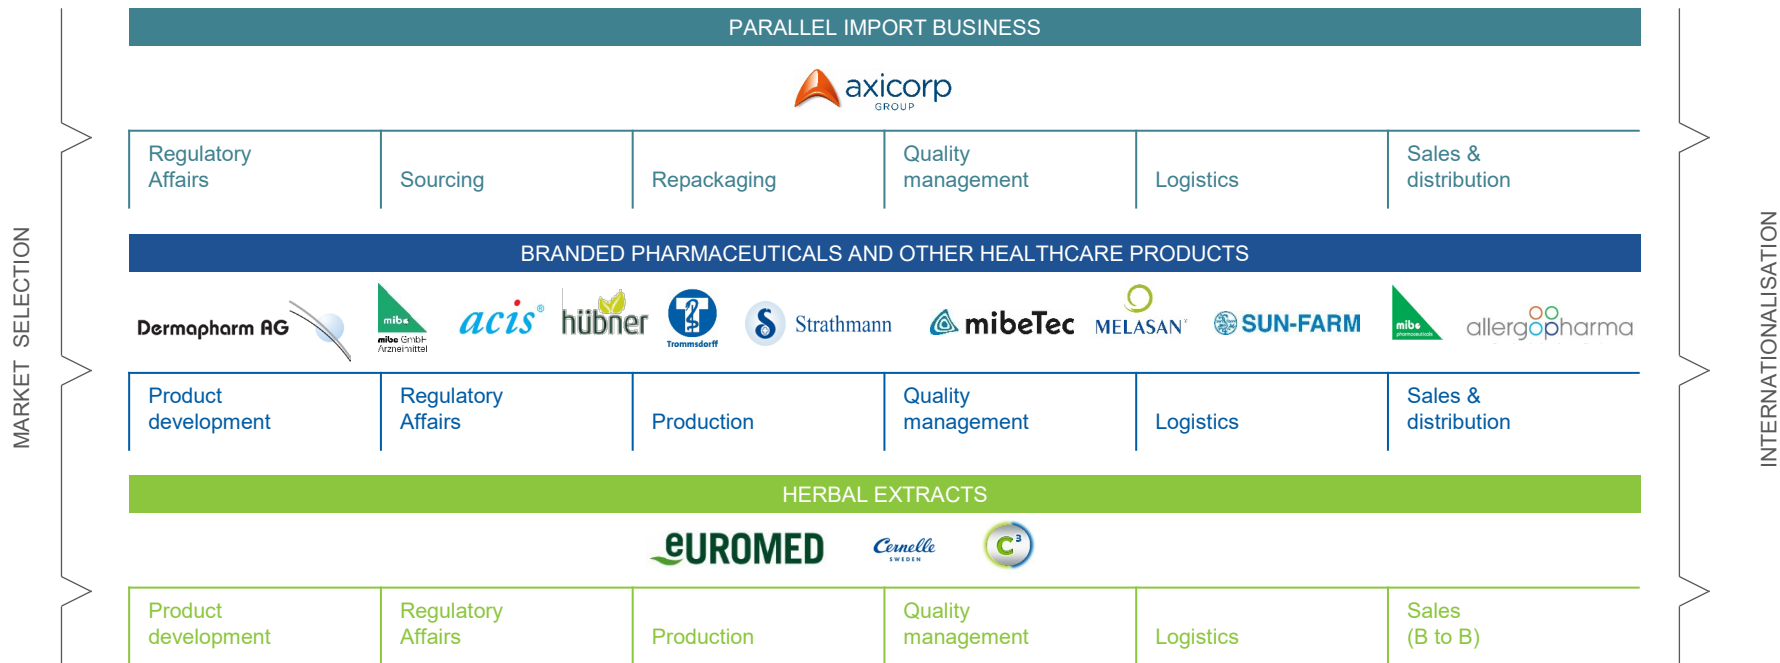 PARALLEL IMPORT BUSINESS
axicorp
GROUP
Regulatory
Affairs
Sourcing
Repackaging
Quality
management
Logistics
Sales &
distribution
MARKET SELECTION
INTERNATIONALISATION
BRANDED PHARMACEUTICALS AND OTHER HEALTHCARE PRODUCTS
Dermapharm AG
mibe
mibe GmbH
Arzneimittel
acis®
hübner
Trommsdorff
Strathmann
mibeTec
MELASAN
SUN-FARM
mibe
pharmaceuticals
allergopharma
Product
development
Regulatory
Affairs
Production
Quality
management
Logistics
Sales &
distribution
HERBAL EXTRACTS
eUROMED
Cernelle
SWEDEN
C³
Product
development
Regulatory
Affairs
Production
Quality
management
Logistics
Sales
(B to B)